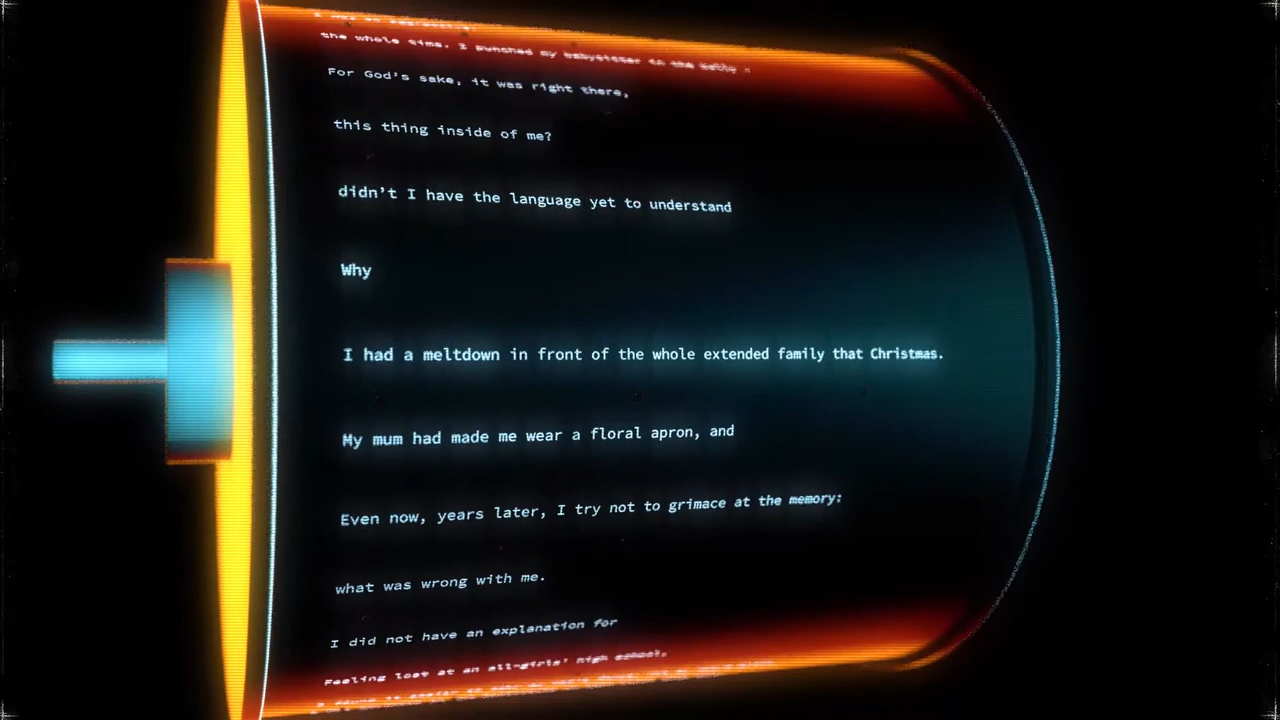 the whole time. I punched my babysitter in the
For God's sake, it was right there,
this thing inside of me?
didn't I have the language yet to understand
Why
I had a meltdown in front of the whole extended family that Christmas.
My mum had made me wear a floral apron, and
Even now, years later, I try not to grimace at the memory:
what was wrong with me.
I did not have an explanation for
Feeling lost at an all-girls' high school.